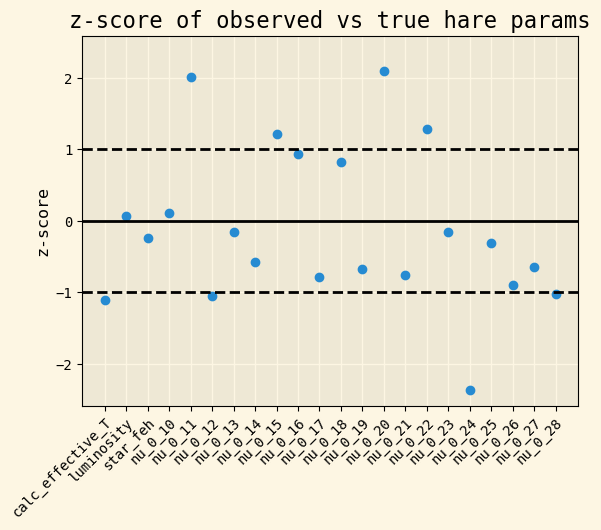 z-score of observed vs true hare params
z-score
2
1
0
−1
−2
calc_effective_T
luminosity
star_feh
nu_0_10
nu_0_11
nu_0_12
nu_0_13
nu_0_14
nu_0_15
nu_0_16
nu_0_17
nu_0_18
nu_0_19
nu_0_20
nu_0_21
nu_0_22
nu_0_23
nu_0_24
nu_0_25
nu_0_26
nu_0_27
nu_0_28